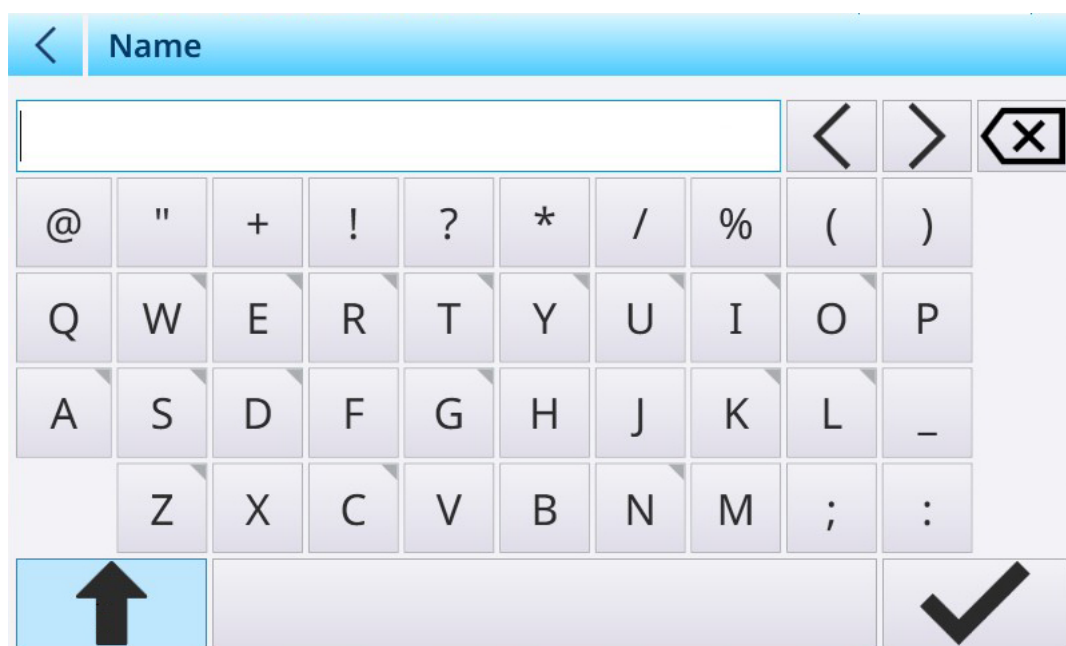 Name
@ " + ! ? * / % ( )
Q W E R T Y U I O P
A S D F G H J K L _
Z X C V B N M ; :